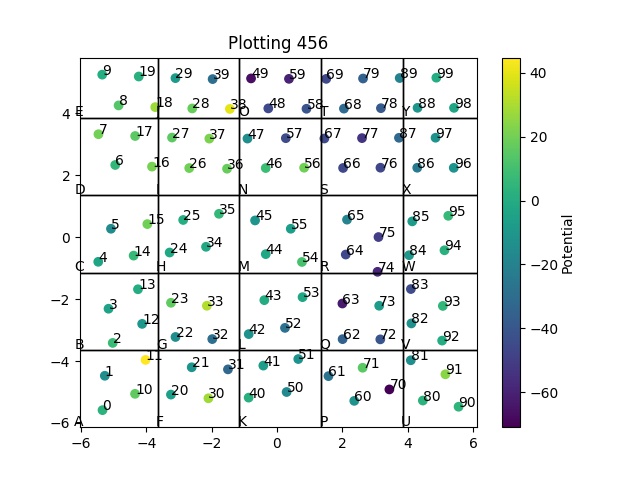 Plotting 456
9 19 29 39 49 59 69 79 89 99
8 18 28 38 48 58 68 78 88 98
E J O T Y
7 17 27 37 47 57 67 77 87 97
6 16 26 36 46 56 66 76 86 96
D I N S X
5 15 25 35 45 55 65 75 85 95
4 14 24 34 44 54 64 74 84 94
C H M R W
3 13 23 33 43 53 63 73 83 93
2 12 22 32 42 52 62 72 82 92
B G L Q V
1 11 21 31 41 51 61 71 81 91
0 10 20 30 40 50 60 70 80 90
A F K P U
4
2
0
−2
−4
−6
−6 −4 −2 0 2 4 6
40
20
0
−20
−40
−60
Potential